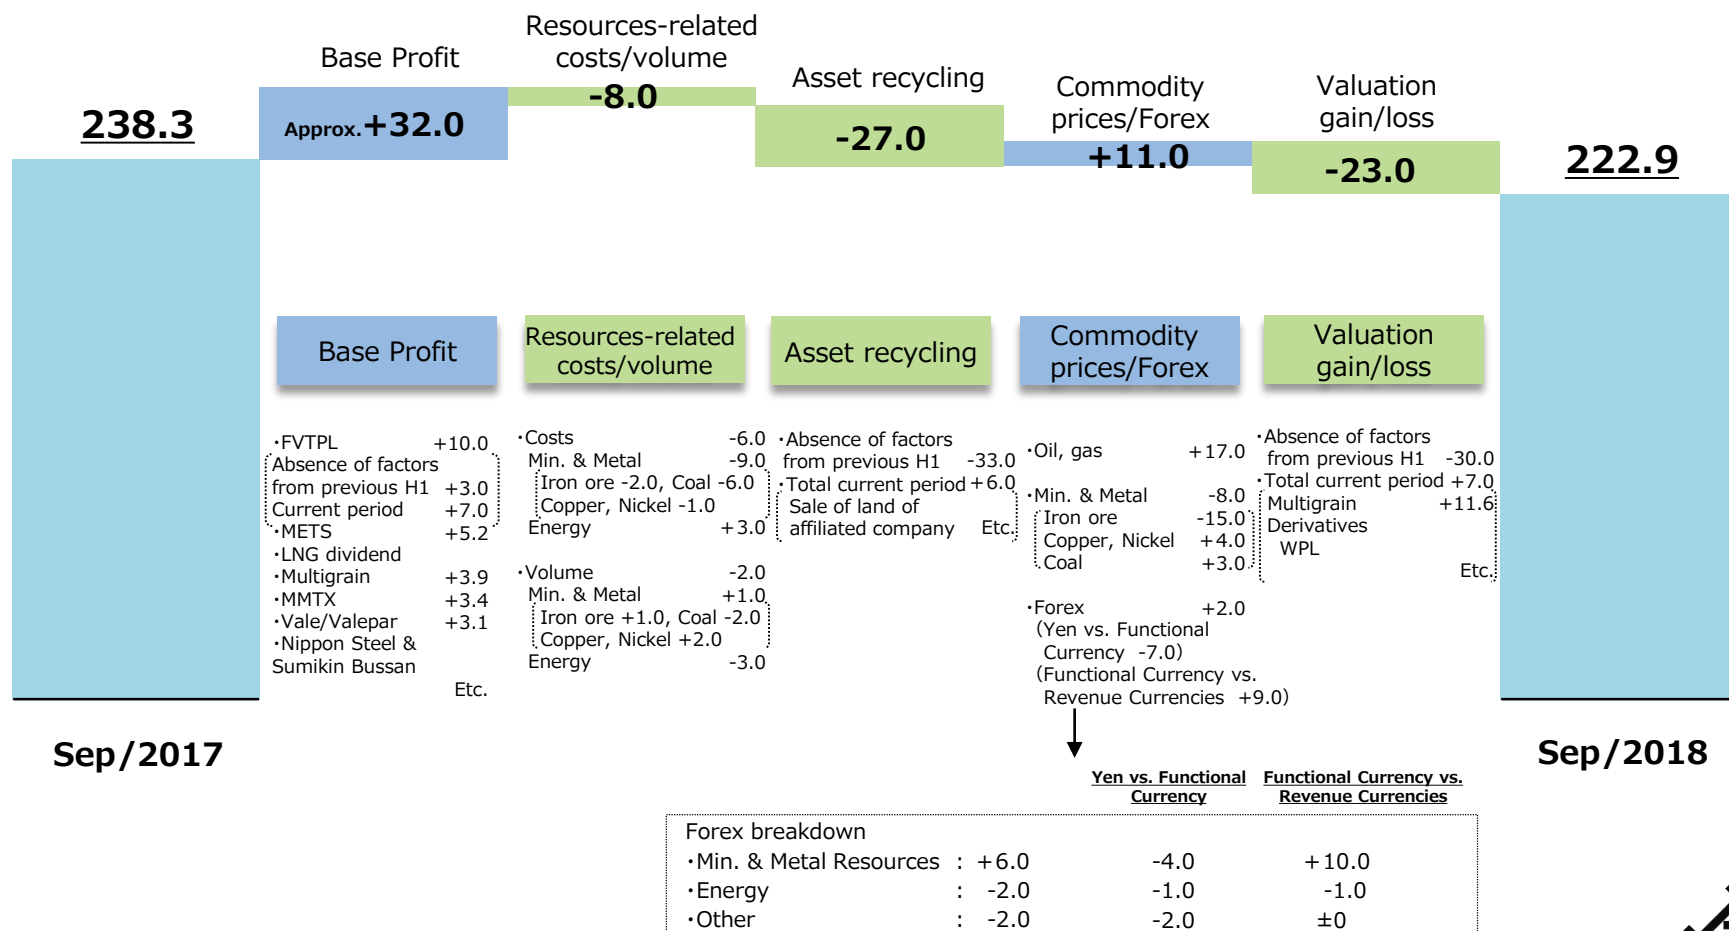 Base Profit
Resources-related
costs/volume
Asset recycling
Commodity
prices/Forex
Valuation
gain/loss
238.3
Approx.+32.0
-8.0
-27.0
+11.0
-23.0
222.9
Base Profit
Resources-related
costs/volume
Asset recycling
Commodity
prices/Forex
Valuation
gain/loss
・FVTPL +10.0
Absence of factors
from previous H1 +3.0
Current period +7.0
・METS +5.2
・LNG dividend
・Multigrain +3.9
・MMTX +3.4
・Vale/Valepar +3.1
・Nippon Steel &
Sumikin Bussan
Etc.
・Costs -6.0
Min. & Metal -9.0
Iron ore -2.0, Coal -6.0
Copper, Nickel -1.0
Energy +3.0
・Volume -2.0
Min. & Metal +1.0
Iron ore +1.0, Coal -2.0
Copper, Nickel +2.0
Energy -3.0
・Absence of factors
from previous H1 -33.0
・Total current period +6.0
Sale of land of
affiliated company Etc.
・Oil, gas +17.0
・Min. & Metal -8.0
Iron ore -15.0
Copper, Nickel +4.0
Coal +3.0
・Forex +2.0
(Yen vs. Functional
Currency -7.0)
(Functional Currency vs.
Revenue Currencies +9.0)
・Absence of factors
from previous H1 -30.0
・Total current period +7.0
Multigrain +11.6
Derivatives
WPL
Etc.
Sep/2017
Sep/2018
Yen vs. Functional
Currency
Functional Currency vs.
Revenue Currencies
Forex breakdown
・Min. & Metal Resources : +6.0 -4.0 +10.0
・Energy : -2.0 -1.0 -1.0
・Other : -2.0 -2.0 ±0